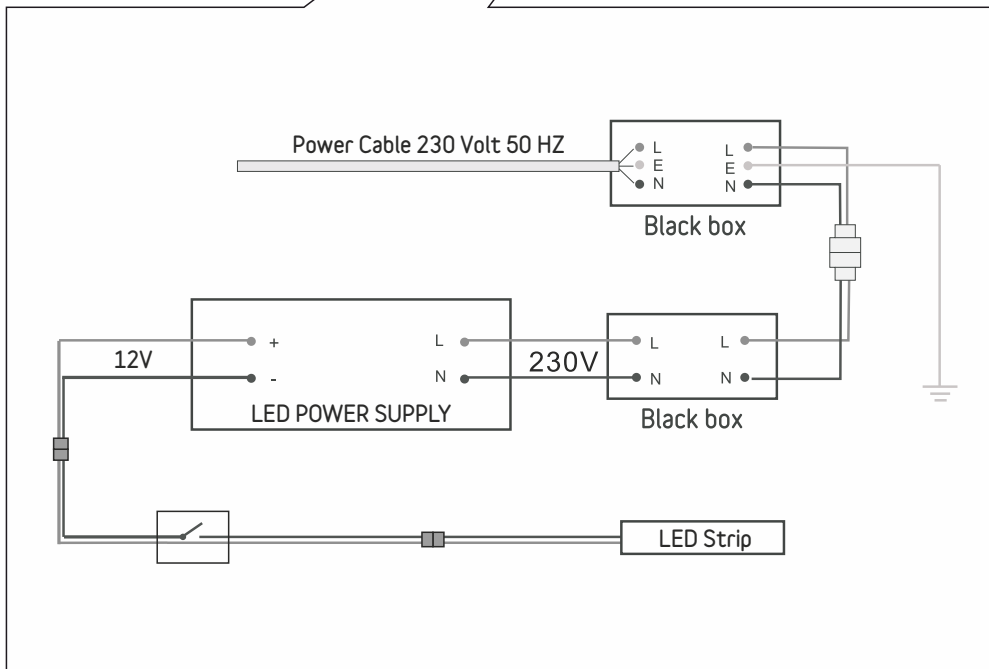 Power Cable 230 Volt 50 HZ
L L
E E
N N
Black box
+ L
12V
- N
LED POWER SUPPLY
230V
L L
N N
Black box
LED Strip